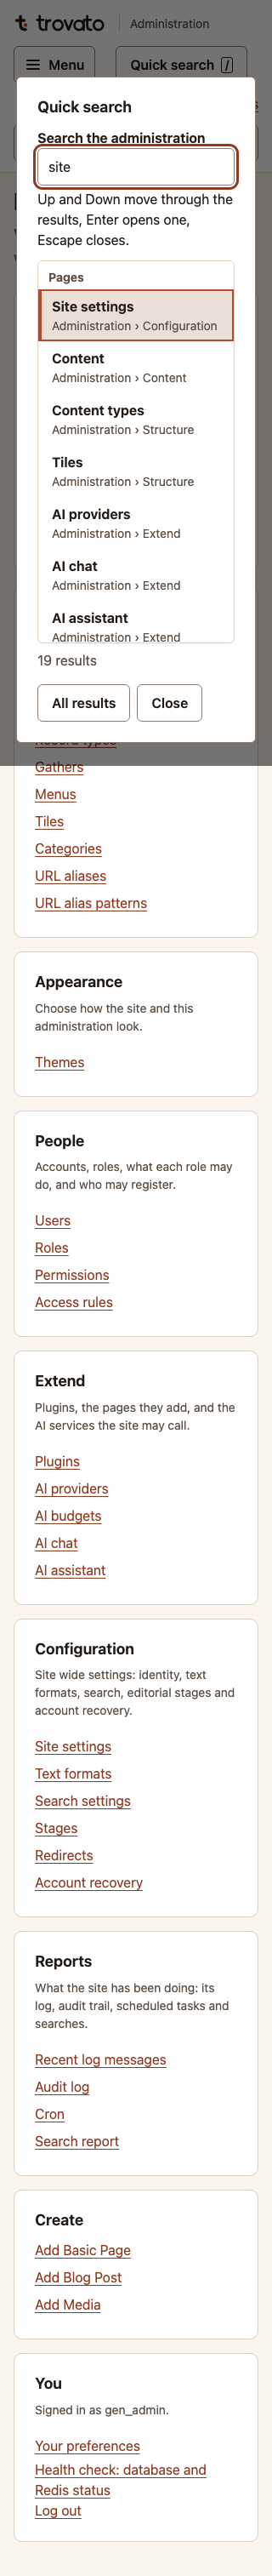 trovato
Administration
Menu
Quick search /
Quick search
Search the administration
site
Up and Down move through the
results, Enter opens one,
Escape closes.
Pages
Site settings
Administration › Configuration
Content
Administration › Content
Content types
Administration › Structure
Tiles
Administration › Structure
AI providers
Administration › Extend
AI chat
Administration › Extend
AI assistant
Administration › Extend
19 results
All results
Close
Record types
Gathers
Menus
Tiles
Categories
URL aliases
URL alias patterns
Appearance
Choose how the site and this
administration look.
Themes
People
Accounts, roles, what each role may
do, and who may register.
Users
Roles
Permissions
Access rules
Extend
Plugins, the pages they add, and the
AI services the site may call.
Plugins
AI providers
AI budgets
AI chat
AI assistant
Configuration
Site wide settings: identity, text
formats, search, editorial stages and
account recovery.
Site settings
Text formats
Search settings
Stages
Redirects
Account recovery
Reports
What the site has been doing: its
log, audit trail, scheduled tasks and
searches.
Recent log messages
Audit log
Cron
Search report
Create
Add Basic Page
Add Blog Post
Add Media
You
Signed in as gen_admin.
Your preferences
Health check: database and
Redis status
Log out